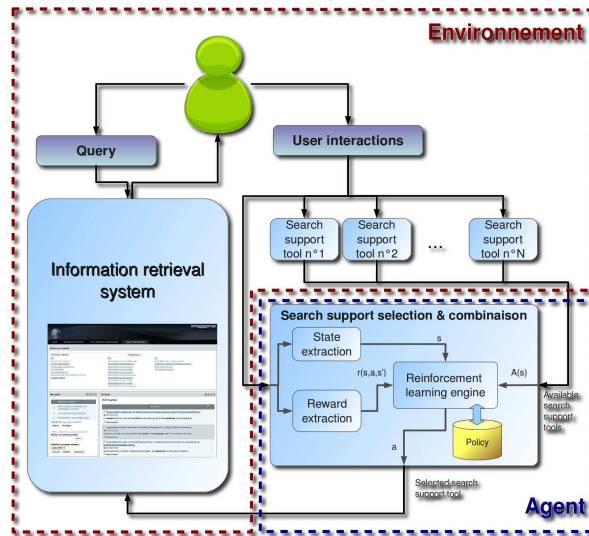 Environnement
Query
User interactions
Information retrieval
system
Search
support
tool n°1
Search
support
tool n°2
...
Search
support
tool n°N
Search support selection & combinaison
State
extraction
s
r(s,a,s')
Reward
extraction
Reinforcement
learning engine
A(s)
Available
search
support
tools
a
Policy
Selected search
support tool
Agent